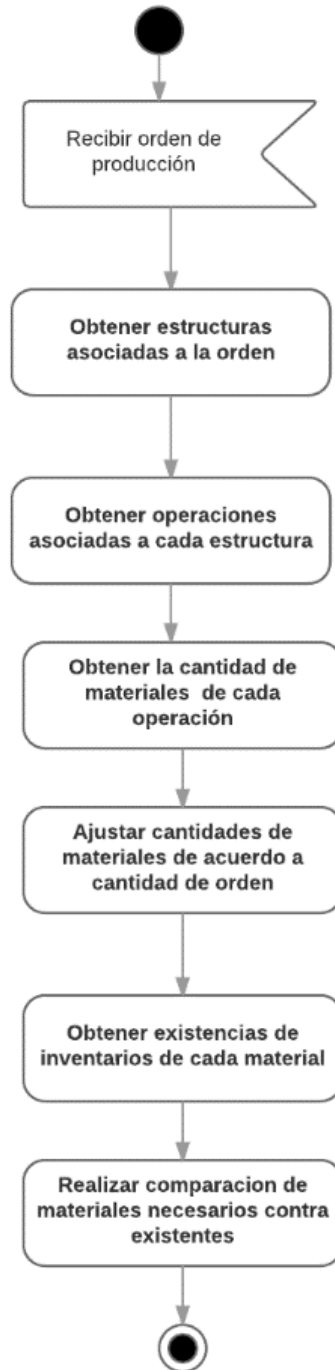 Recibir orden de
producción
Obtener estructuras
asociadas a la orden
Obtener operaciones
asociadas a cada estructura
Obtener la cantidad de
materiales de cada
operación
Ajustar cantidades de
materiales de acuerdo a
cantidad de orden
Obtener existencias de
inventarios de cada material
Realizar comparacion de
materiales necesarios contra
existentes